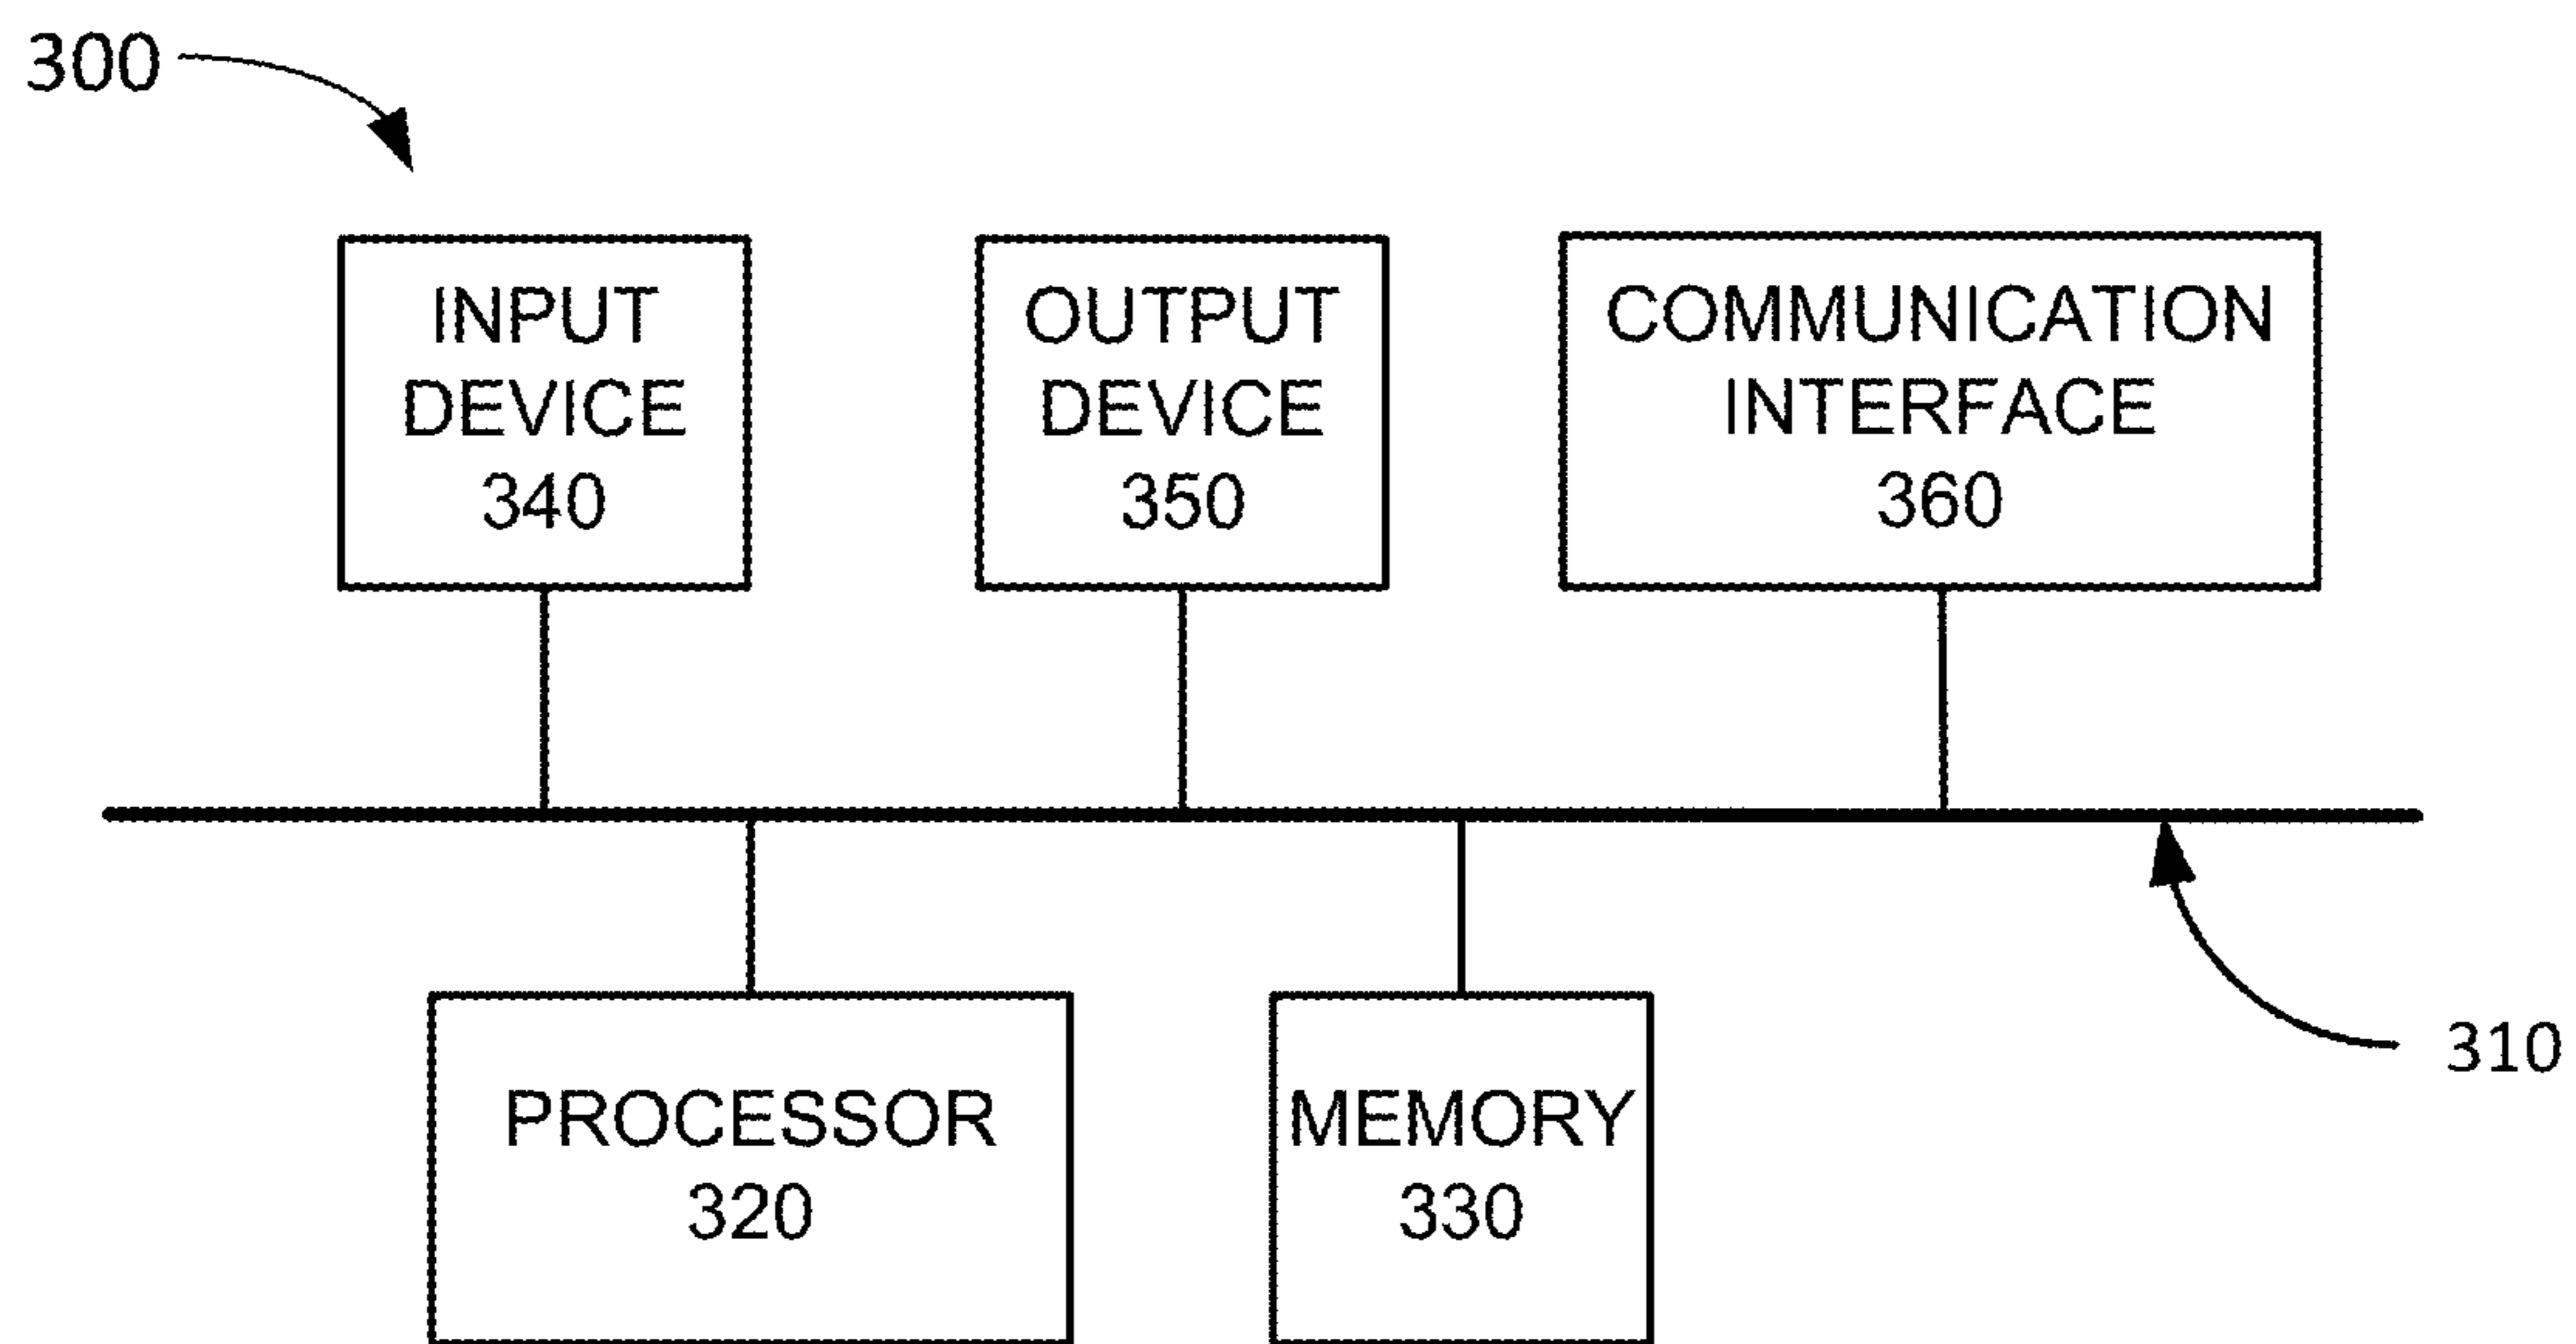 300
INPUT
DEVICE
340
OUTPUT
DEVICE
350
COMMUNICATION
INTERFACE
360
310
PROCESSOR
320
MEMORY
330